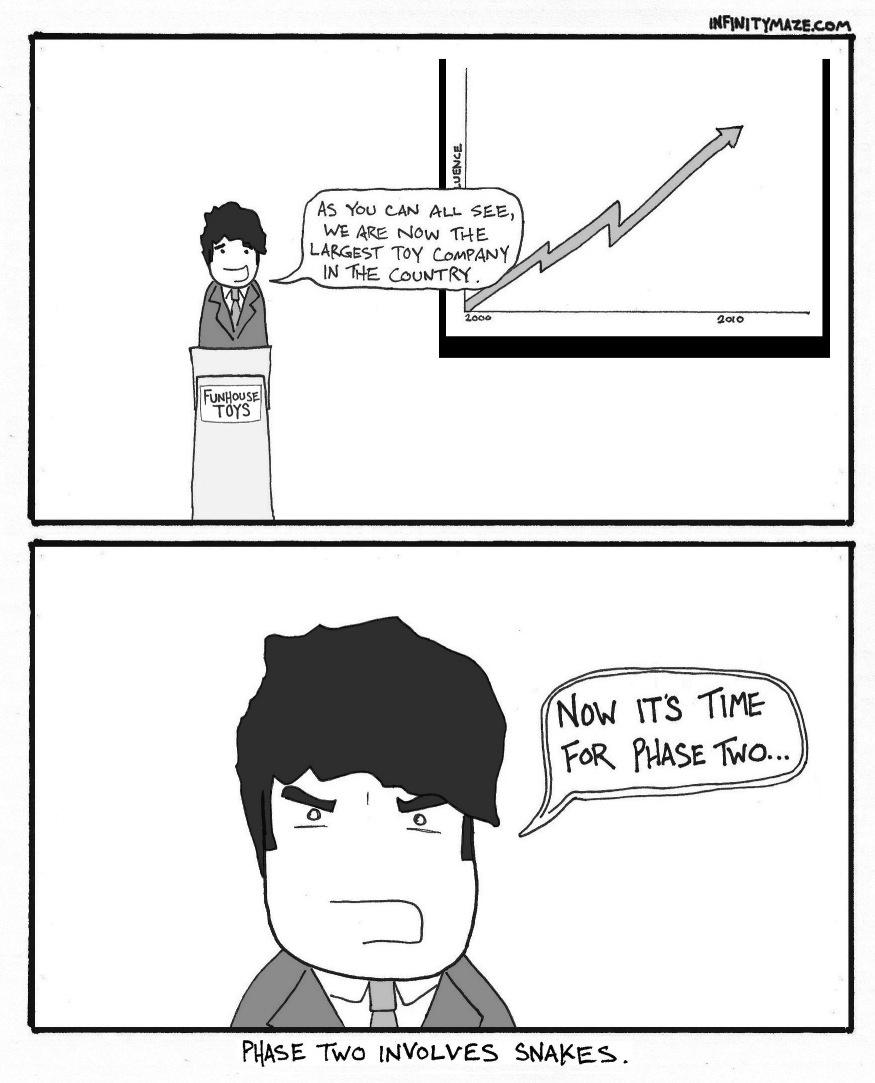 INFINITYMAZE.COM
AS YOU CAN ALL SEE,
WE ARE NOW THE
LARGEST TOY COMPANY
IN THE COUNTRY.
UENCE
2000
2010
FUNHOUSE
TOYS
NOW IT'S TIME
FOR PHASE TWO...
PHASE TWO INVOLVES SNAKES.